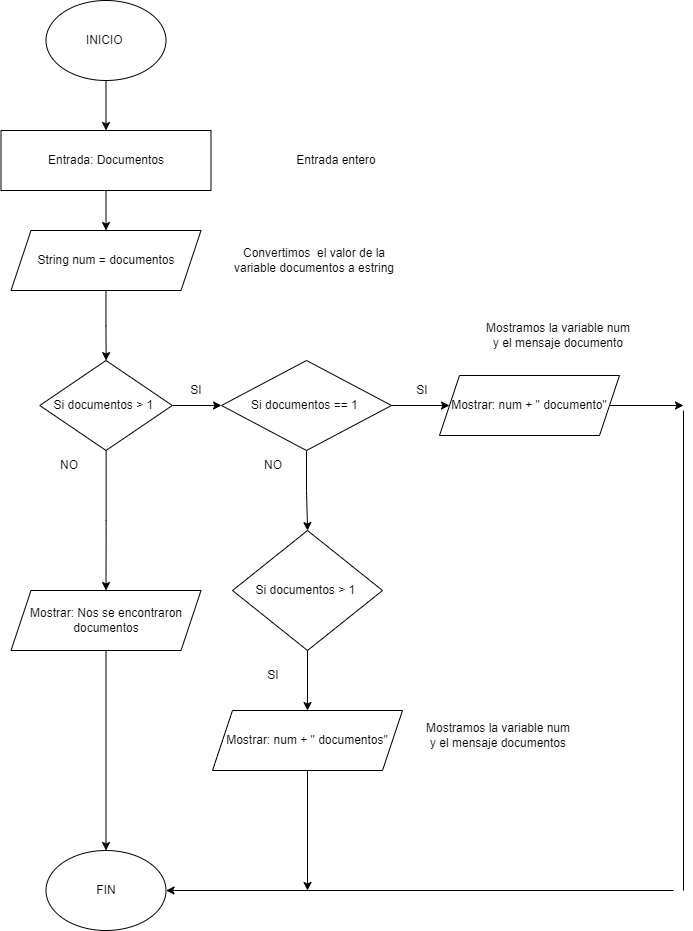 INICIO
Entrada: Documentos
Entrada entero
String num = documentos
Convertimos el valor de la
variable documentos a estring
Mostramos la variable num
y el mensaje documento
Si documentos > 1
SI
Si documentos == 1
SI
Mostrar: num + " documento"
NO
NO
Si documentos > 1
Mostrar: Nos se encontraron
documentos
SI
Mostrar: num + " documentos"
Mostramos la variable num
y el mensaje documentos
FIN